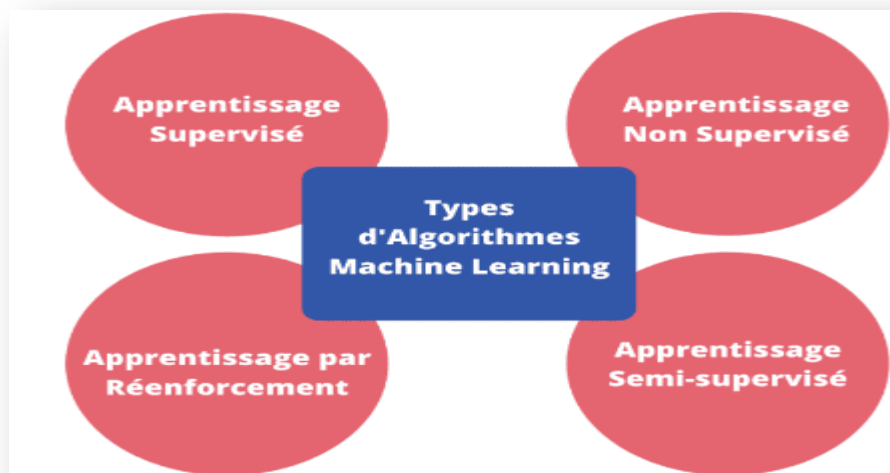 Apprentissage
Supervisé
Apprentissage
Non Supervisé
Types
d'Algorithmes
Machine Learning
Apprentissage par
Réenforcement
Apprentissage
Semi-supervisé